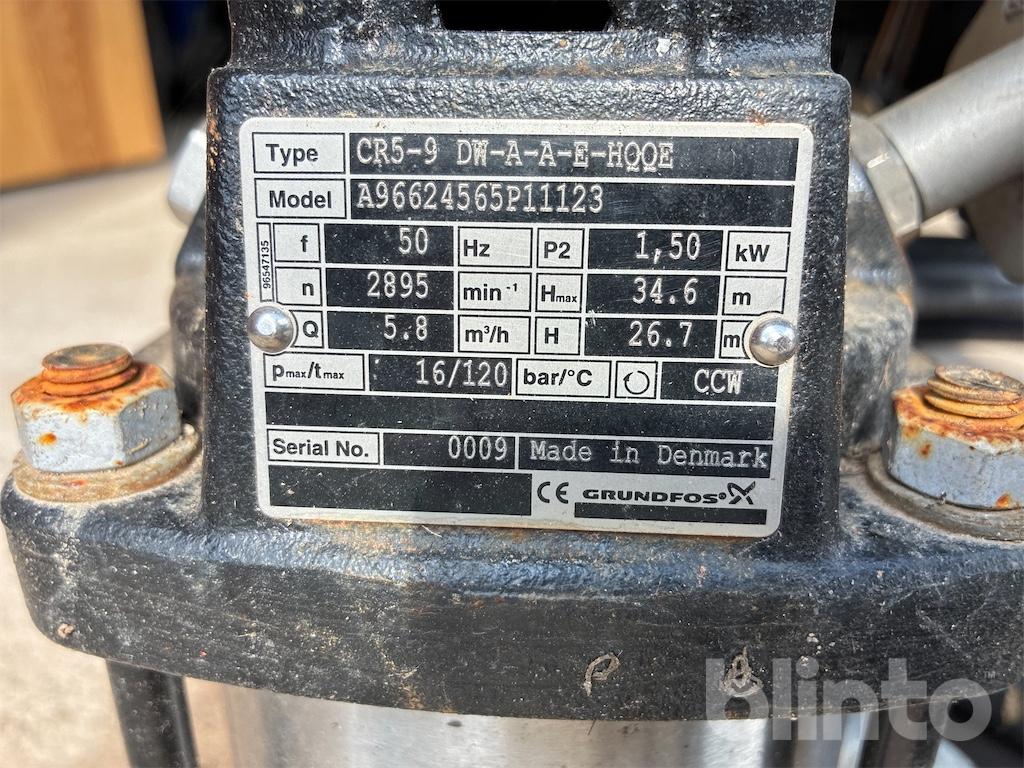 Type CR5-9 DW-A-A-E-HQQE
Model A96624565P11123
96547135
f 50 Hz P2 1,50 kW
n 2895 min⁻¹ Hmax 34.6 m
Q 5.8 m³/h H 26.7 m
pmax/tmax 16/120 bar/°C CCW
Serial No. 0009 Made in Denmark
CE GRUNDFOS
blinto